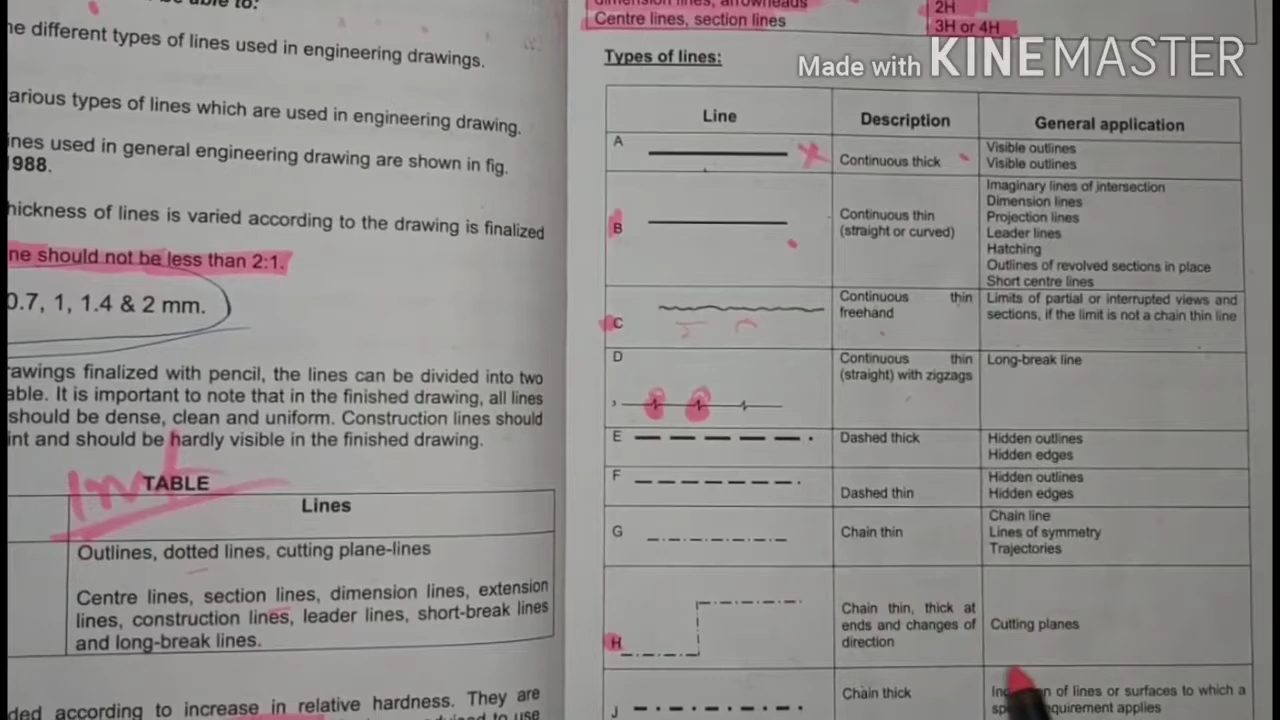 to:
he different types of lines used in engineering drawings.
arious types of lines which are used in engineering drawing.
ines used in general engineering drawing are shown in fig.
1988.
hickness of lines is varied according to the drawing is finalized
ne should not be less than 2:1.
0.7, 1, 1.4 & 2 mm.
rawings finalized with pencil, the lines can be divided into two
able. It is important to note that in the finished drawing, all lines
should be dense, clean and uniform. Construction lines should
int and should be hardly visible in the finished drawing.
TABLE
Lines
Outlines, dotted lines, cutting plane-lines
Centre lines, section lines, dimension lines, extension
lines, construction lines, leader lines, short-break lines
and long-break lines.
ded according to increase in relative hardness. They are
to use
dimension lines, arrowheads 2H
Centre lines, section lines 3H or 4H
Made with KINEMASTER
Types of lines:
Line Description General application
A Continuous thick Visible outlines
Visible outlines
B Continuous thin
(straight or curved)
Imaginary lines of intersection
Dimension lines
Projection lines
Leader lines
Hatching
Outlines of revolved sections in place
Short centre lines
C Continuous thin
freehand
Limits of partial or interrupted views and
sections, if the limit is not a chain thin line
D Continuous thin
(straight) with zigzags
Long-break line
E Dashed thick Hidden outlines
Hidden edges
F Dashed thin Hidden outlines
Hidden edges
G Chain thin Chain line
Lines of symmetry
Trajectories
H Chain thin, thick at
ends and changes of
direction
Cutting planes
J Chain thick
of lines or surfaces to which a
requirement applies